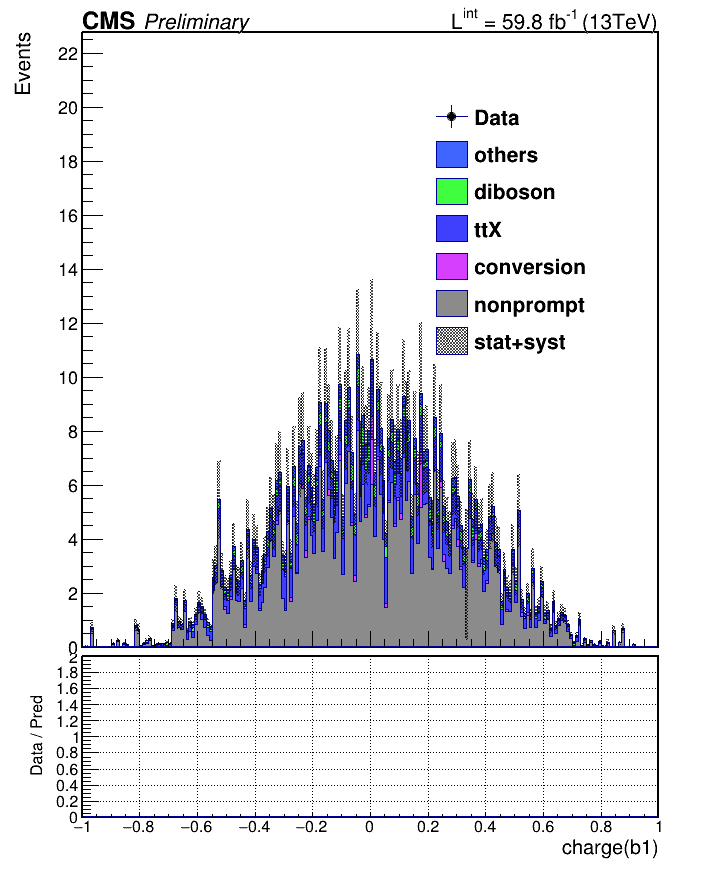 CMS Preliminary L^int = 59.8 fb^-1 (13TeV)
Events
22
20
18
16
14
12
10
8
6
4
2
0
Data
others
diboson
ttX
conversion
nonprompt
stat+syst
Data / Pred
2
1.8
1.6
1.4
1.2
1
0.8
0.6
0.4
0.2
0
−1 −0.8 −0.6 −0.4 −0.2 0 0.2 0.4 0.6 0.8 1
charge(b1)